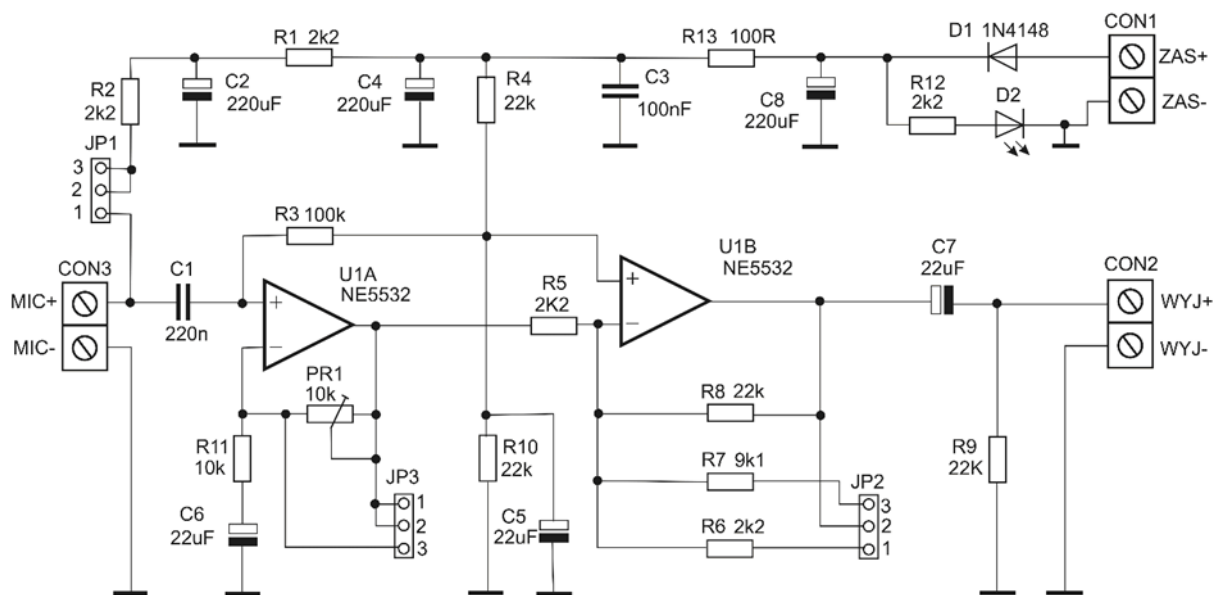 R1 2k2
R13 100R
D1 1N4148
CON1
ZAS+
ZAS-
R2
2k2
C2
220uF
C4
220uF
R4
22k
C3
100nF
C8
220uF
R12
2k2
D2
JP1
3
2
1
R3 100k
CON3
MIC+
MIC-
C1
220n
U1A
NE5532
+
−
R5
2K2
U1B
NE5532
+
−
C7
22uF
CON2
WYJ+
WYJ-
PR1
10k
R11
10k
C6
22uF
JP3
1
2
3
R10
22k
C5
22uF
R8 22k
R7 9k1
R6 2k2
JP2
3
2
1
R9
22K